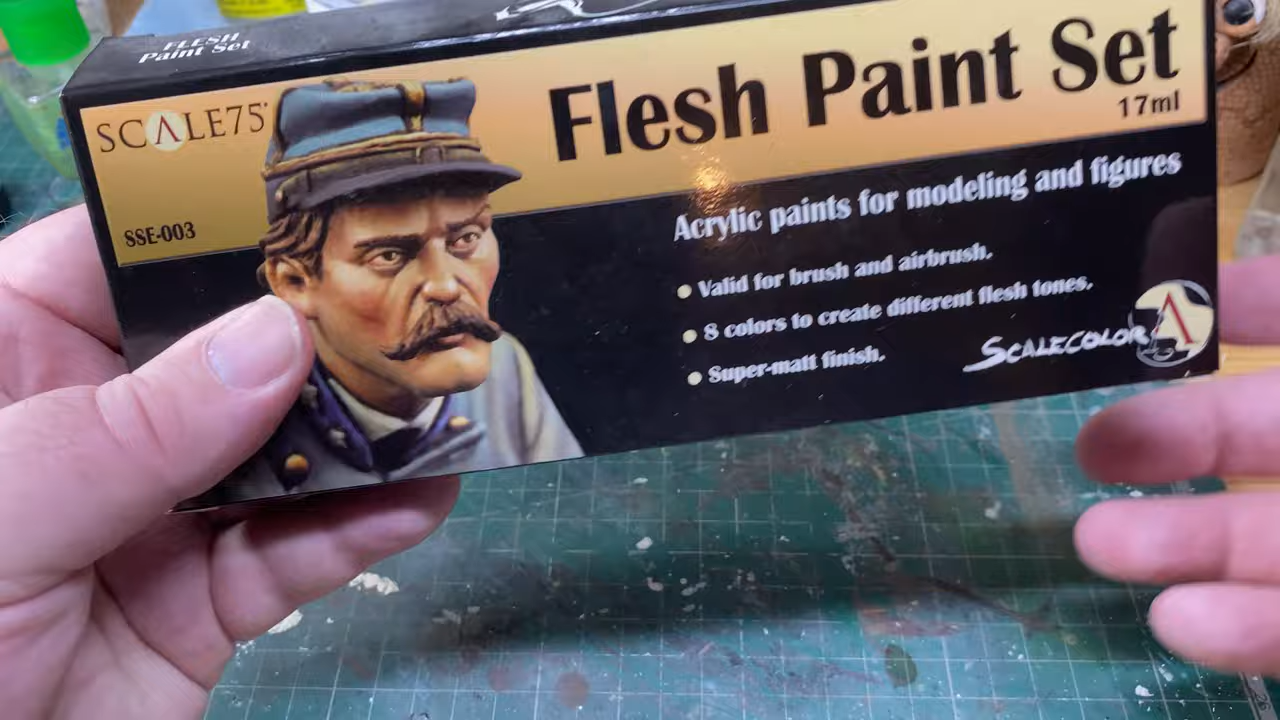 FLESH
Paint Set
SCALE75
SSE-003
Flesh Paint Set
17ml
Acrylic paints for modeling and figures
• Valid for brush and airbrush.
• 8 colors to create different flesh tones.
• Super-matt finish.
SCALECOLOR